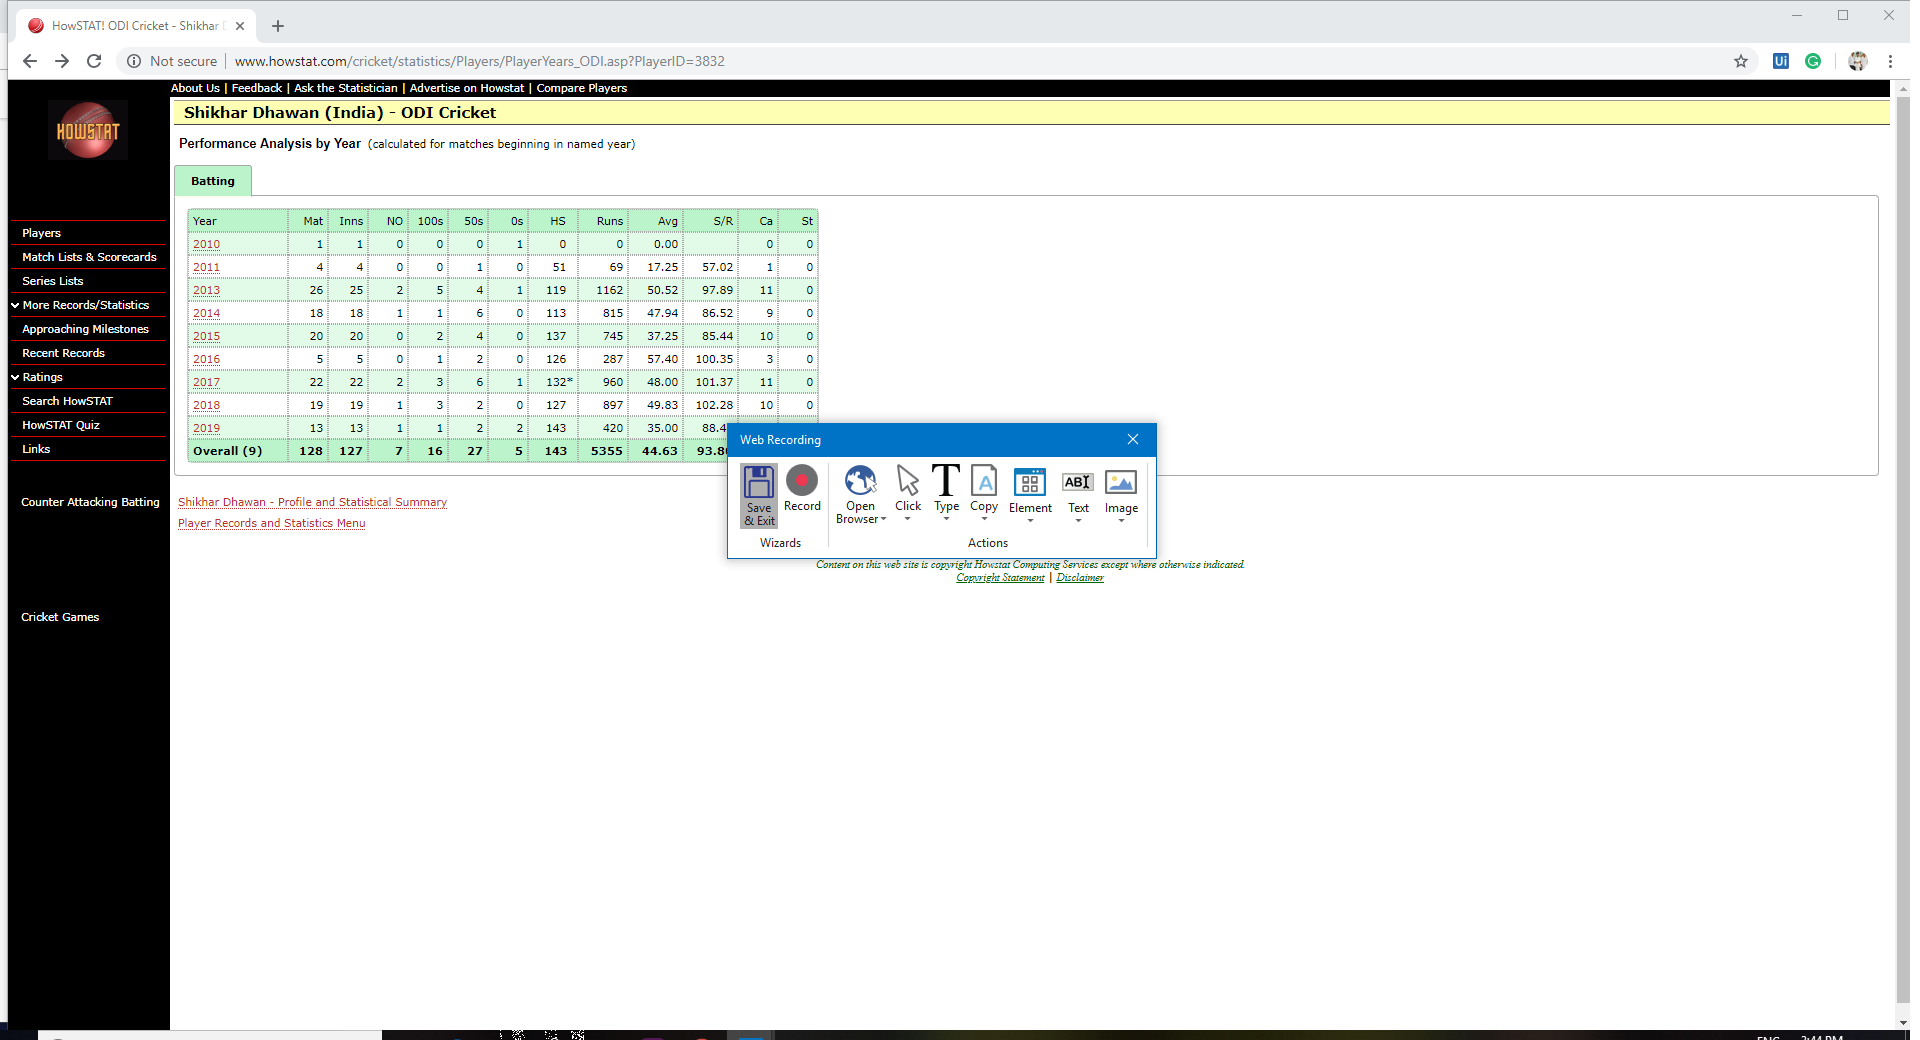 HowSTAT! ODI Cricket - Shikhar
Not secure | www.howstat.com/cricket/statistics/Players/PlayerYears_ODI.asp?PlayerID=3832
Ui
G
About Us | Feedback | Ask the Statistician | Advertise on Howstat | Compare Players
HOWSTAT
Shikhar Dhawan (India) - ODI Cricket
Performance Analysis by Year (calculated for matches beginning in named year)
Batting
Players
Match Lists & Scorecards
Series Lists
More Records/Statistics
Approaching Milestones
Recent Records
Ratings
Search HowSTAT
HowSTAT Quiz
Links
Counter Attacking Batting
Cricket Games
Year Mat Inns NO 100s 50s 0s HS Runs Avg S/R Ca St
2010 1 1 0 0 0 1 0 0 0.00 0 0
2011 4 4 0 0 1 0 51 69 17.25 57.02 1 0
2013 26 25 2 5 4 1 119 1162 50.52 97.89 11 0
2014 18 18 1 1 6 0 113 815 47.94 86.52 9 0
2015 20 20 0 2 4 0 137 745 37.25 85.44 10 0
2016 5 5 0 1 2 0 126 287 57.40 100.35 3 0
2017 22 22 2 3 6 1 132* 960 48.00 101.37 11 0
2018 19 19 1 3 2 0 127 897 49.83 102.28 10 0
2019 13 13 1 1 2 2 143 420 35.00 88.4
Overall (9) 128 127 7 16 27 5 143 5355 44.63 93.8
Shikhar Dhawan - Profile and Statistical Summary
Player Records and Statistics Menu
Web Recording
Save & Exit
Record
Open Browser
Click
Type
Copy
Element
ABI
Text
Image
Wizards
Actions
Content on this web site is copyright Howstat Computing Services except where otherwise indicated.
Copyright Statement | Disclaimer